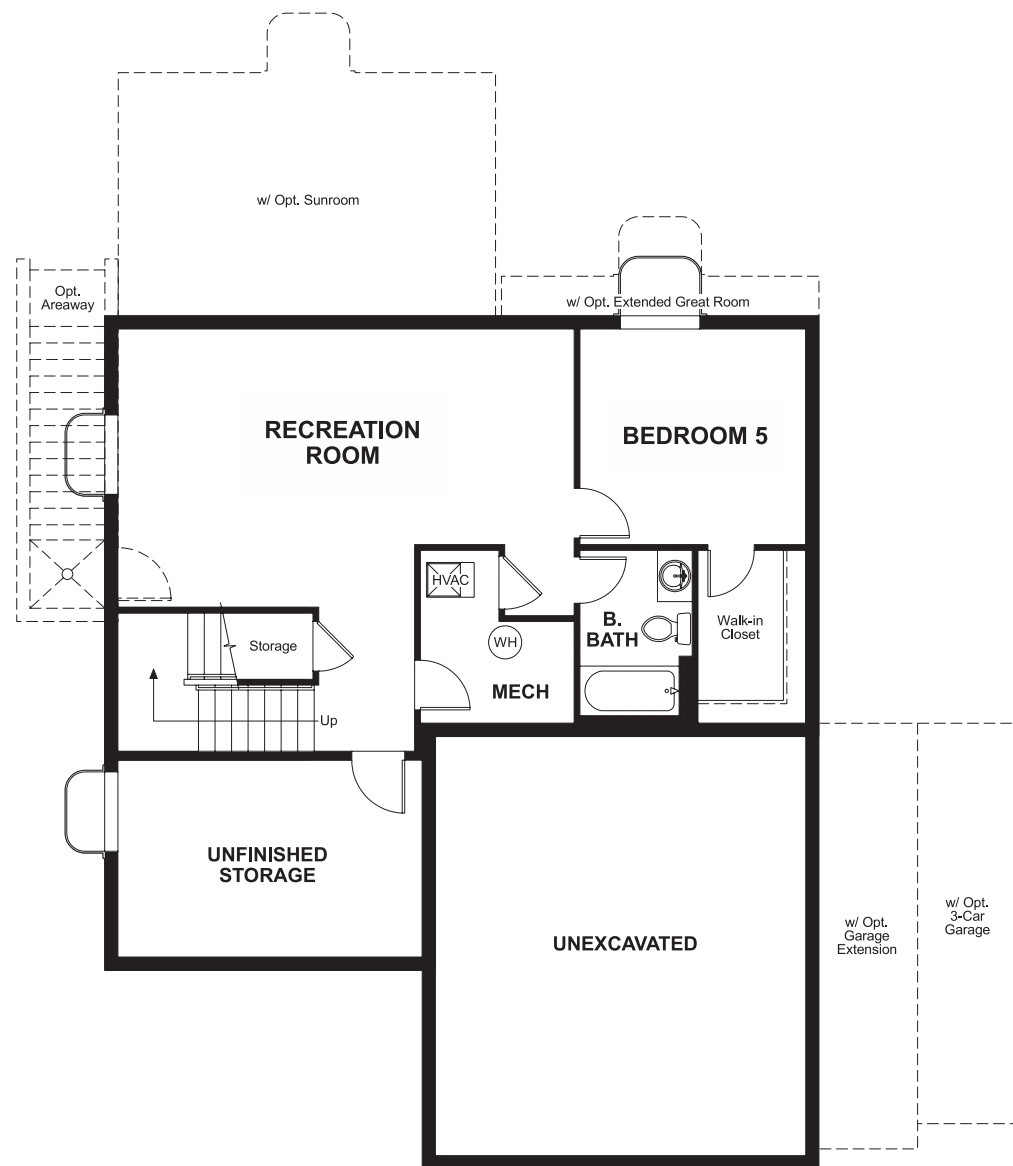 w/ Opt. Sunroom
Opt.
Areaway
w/ Opt. Extended Great Room
RECREATION
ROOM
BEDROOM 5
HVAC
Storage
WH
B.
BATH
Walk-in
Closet
MECH
Up
UNFINISHED
STORAGE
UNEXCAVATED
w/ Opt.
Garage
Extension
w/ Opt.
3-Car
Garage